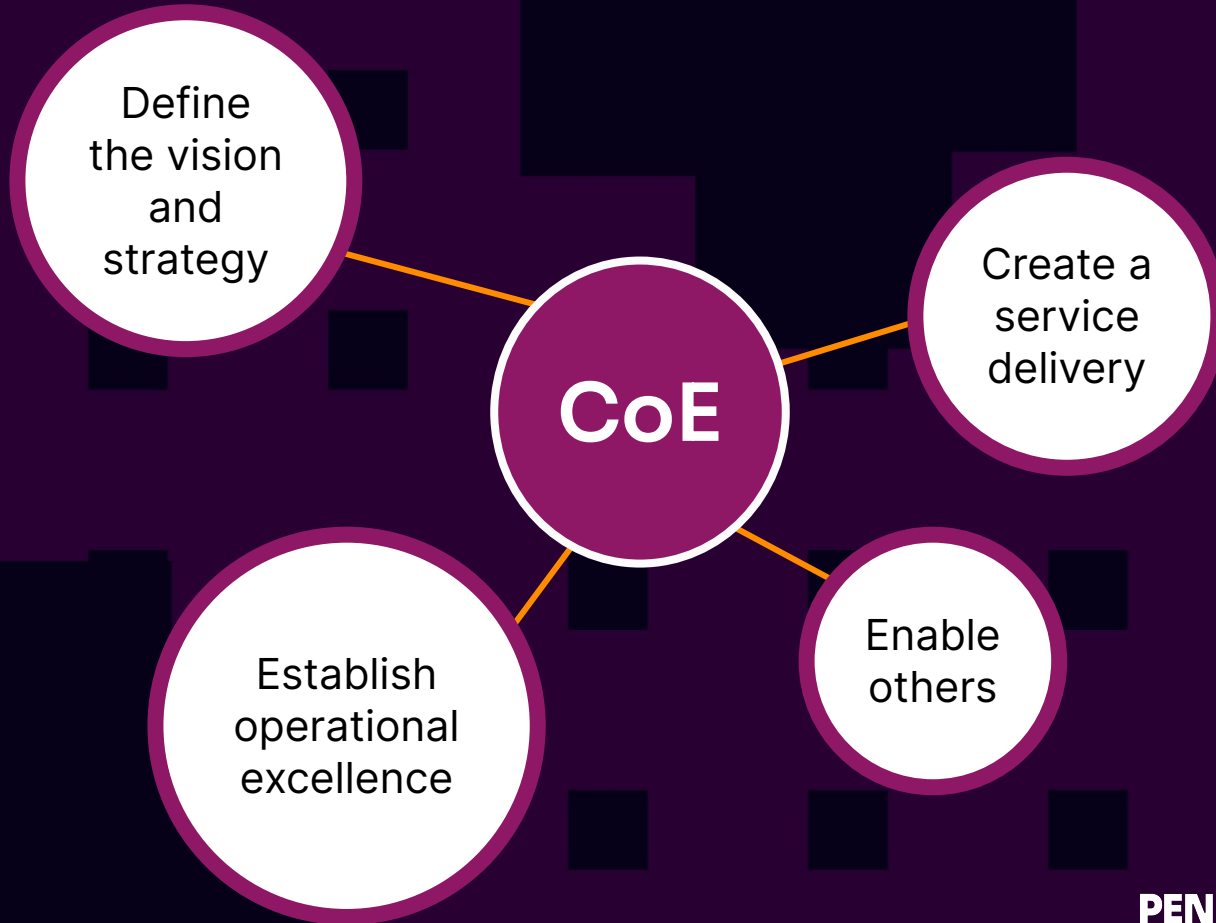 Define
the vision
and
strategy
Create a
service
delivery
CoE
Establish
operational
excellence
Enable
others
PEN